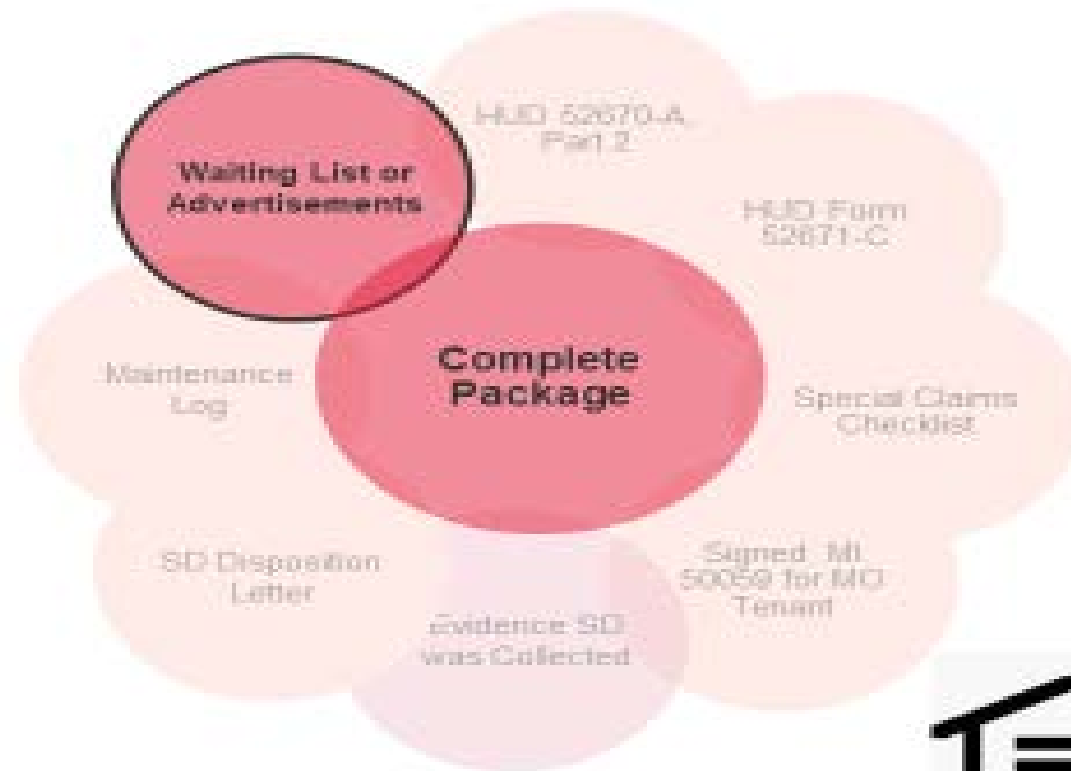 HUD 52670-A,
Part 2
HUD Form
52671-C
Special Claims
Checklist
Signed MI
50059 for MO
Tenant
Evidence SD
was Collected
SD Disposition
Letter
Maintenance
Log
Waiting List or
Advertisements
Complete
Package